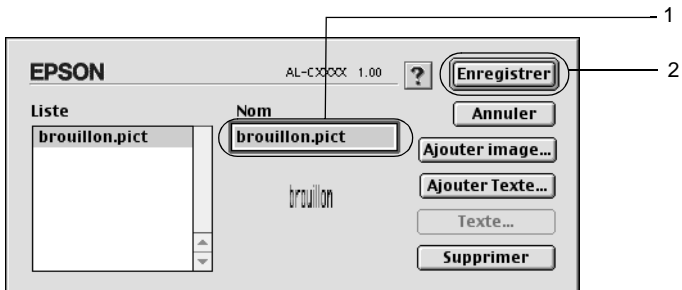 1
EPSON AL-CXXXX 1.00 ? Enregistrer 2
Liste Nom Annuler
brouillon.pict brouillon.pict
Ajouter image...
brouillon Ajouter Texte...
Texte...
Supprimer